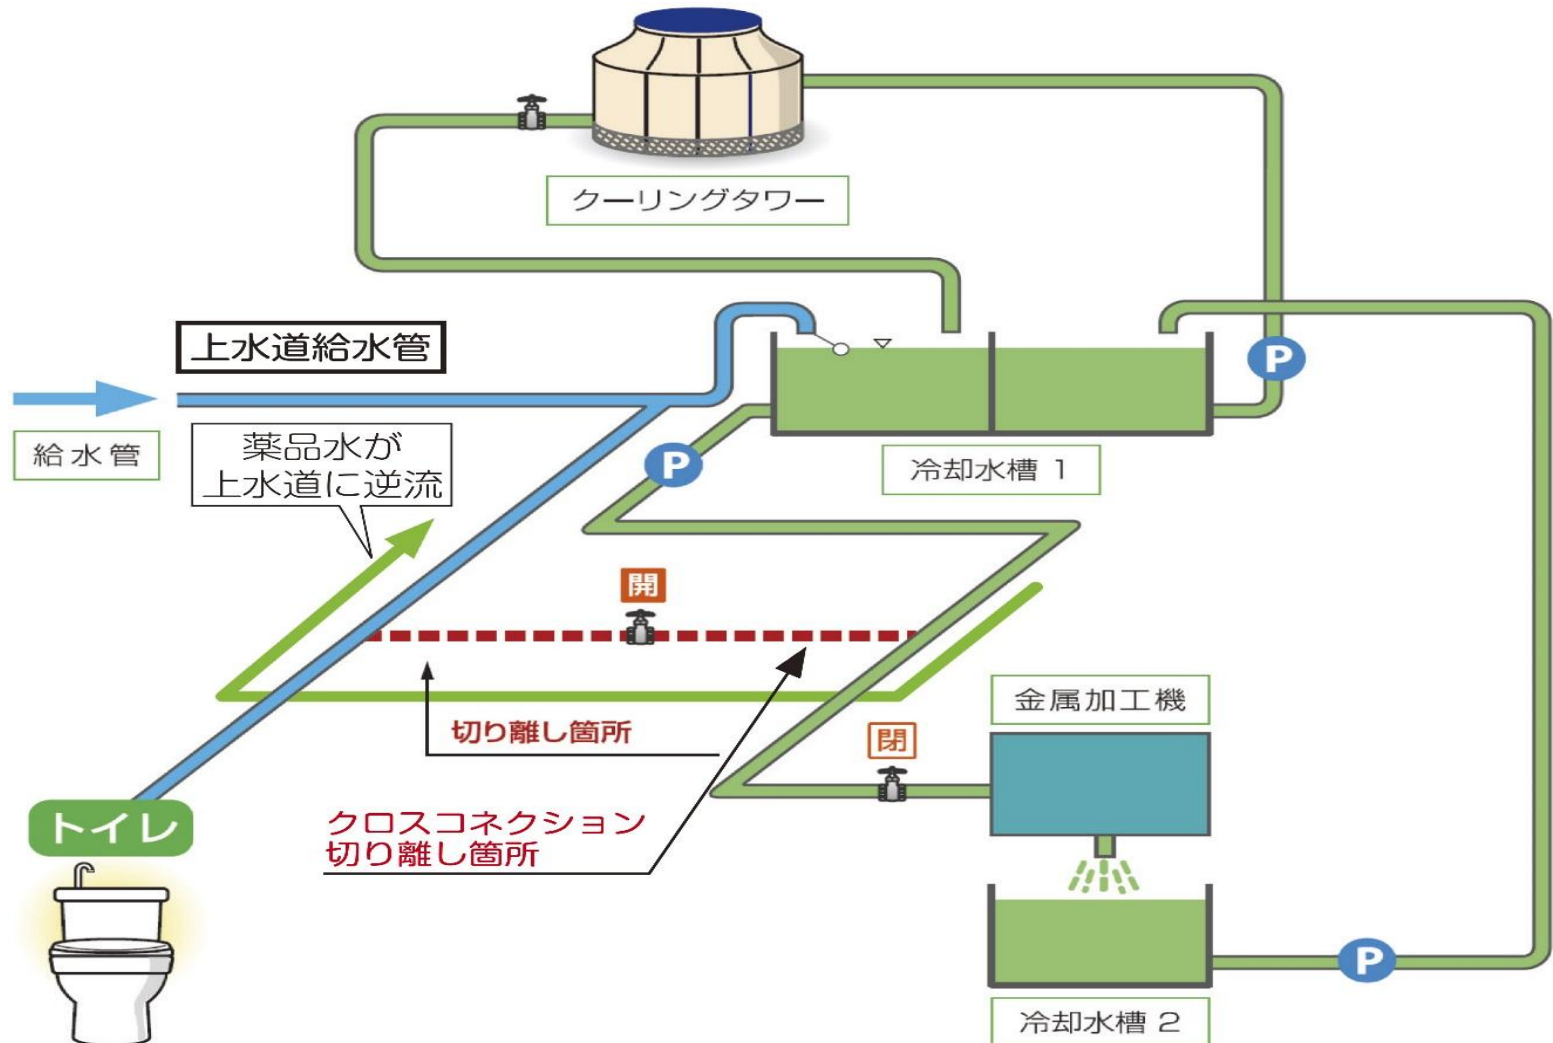 クーリングタワー
上水道給水管
給水管
薬品水が
上水道に逆流
P
冷却水槽 1
P
開
切り離し箇所
閉
金属加工機
トイレ
クロスコネクション
切り離し箇所
P
冷却水槽 2